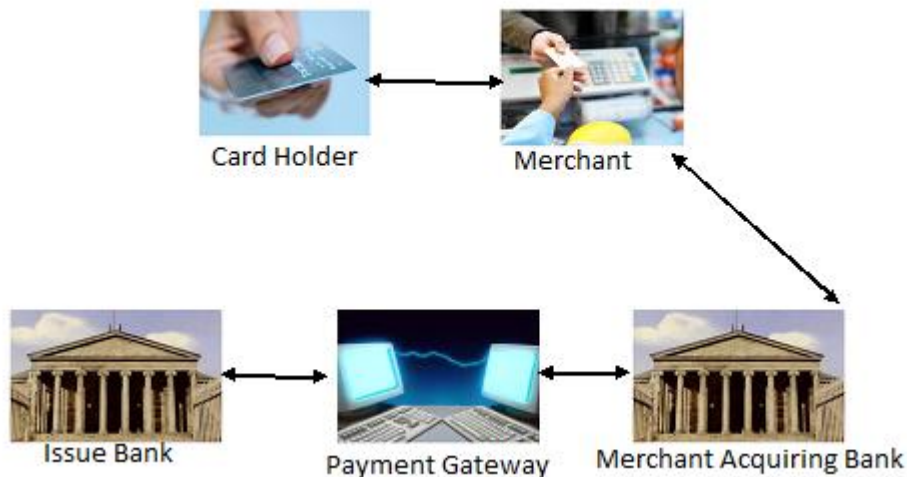 Card Holder
Merchant
Issue Bank
Payment Gateway
Merchant Acquiring Bank